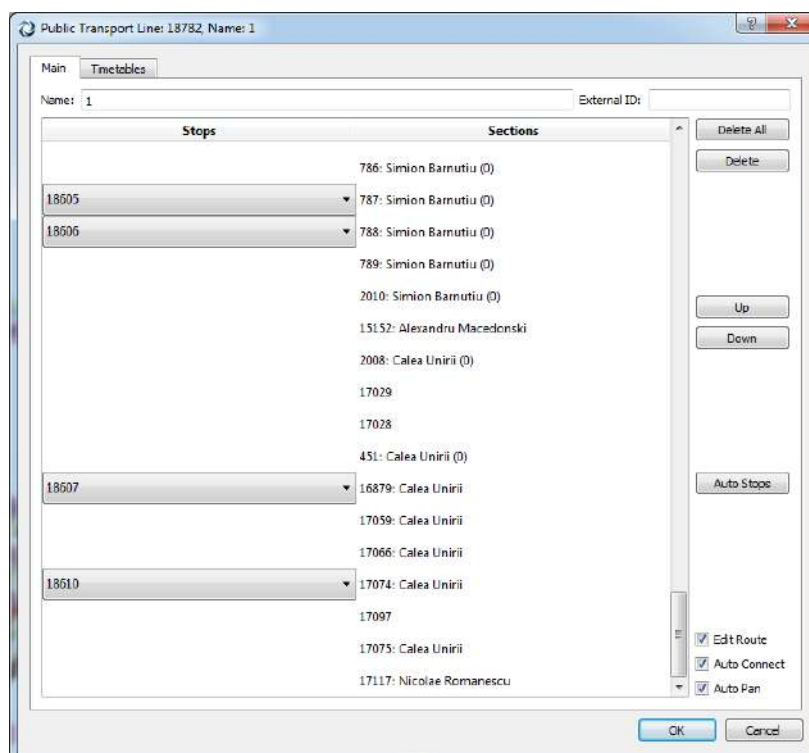 Public Transport Line: 18782, Name: 1
Main Timetables
Name: 1 External ID:
Stops Sections Delete All
786: Simion Barnutiu (0) Delete
18605 787: Simion Barnutiu (0)
18606 788: Simion Barnutiu (0)
789: Simion Barnutiu (0)
2010: Simion Barnutiu (0) Up
15152: Alexandru Macedonski Down
2008: Calea Unirii (0)
17029
17028
451: Calea Unirii (0)
18607 16879: Calea Unirii Auto Stops
17059: Calea Unirii
17066: Calea Unirii
18610 17074: Calea Unirii
17097
Edit Route
17075: Calea Unirii
Auto Connect
17117: Nicolae Romanescu
Auto Pan
OK Cancel